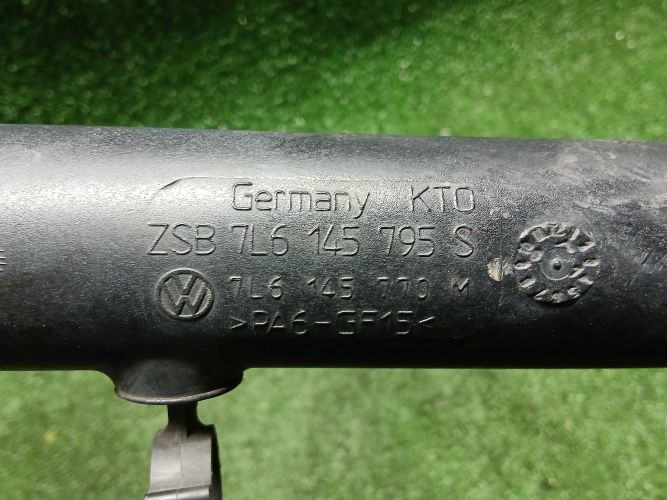 Germany KTO
ZSB 7L6 145 795 S
7L6 145 770 M
>PA6-GF15<